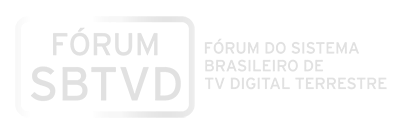 FÓRUM
SBTVD
FÓRUM DO SISTEMA
BRASILEIRO DE
TV DIGITAL TERRESTRE